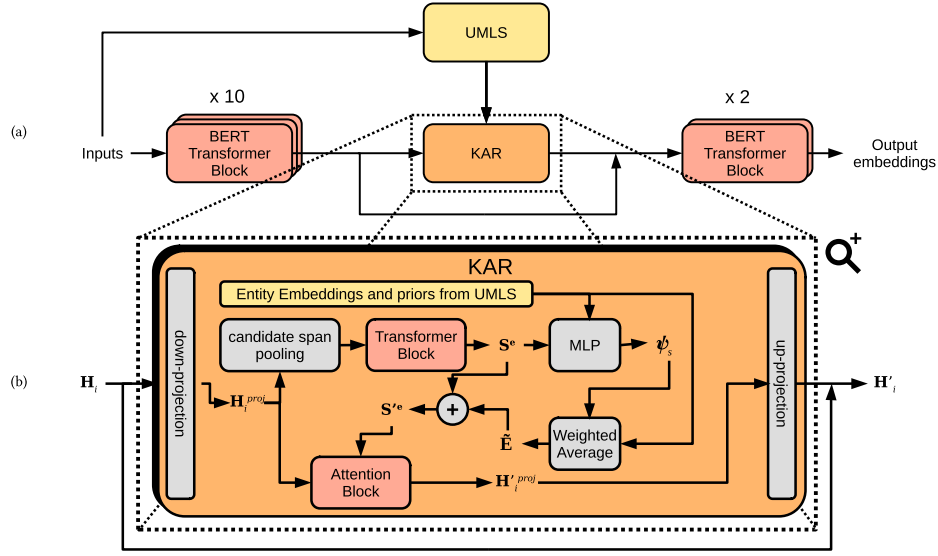 UMLS
x 10
x 2
(a)
Inputs
BERT
Transformer
Block
KAR
BERT
Transformer
Block
Output
embeddings
KAR
Entity Embeddings and priors from UMLS
down-projection
candidate span
pooling
Transformer
Block
Sᵉ
MLP
ψₛ
up-projection
(b)
Hᵢ
Hᵢᵖʳᵒʲ
S'ᵉ
+
Ẽ
Weighted
Average
H'ᵢ
Attention
Block
H'ᵢᵖʳᵒʲ